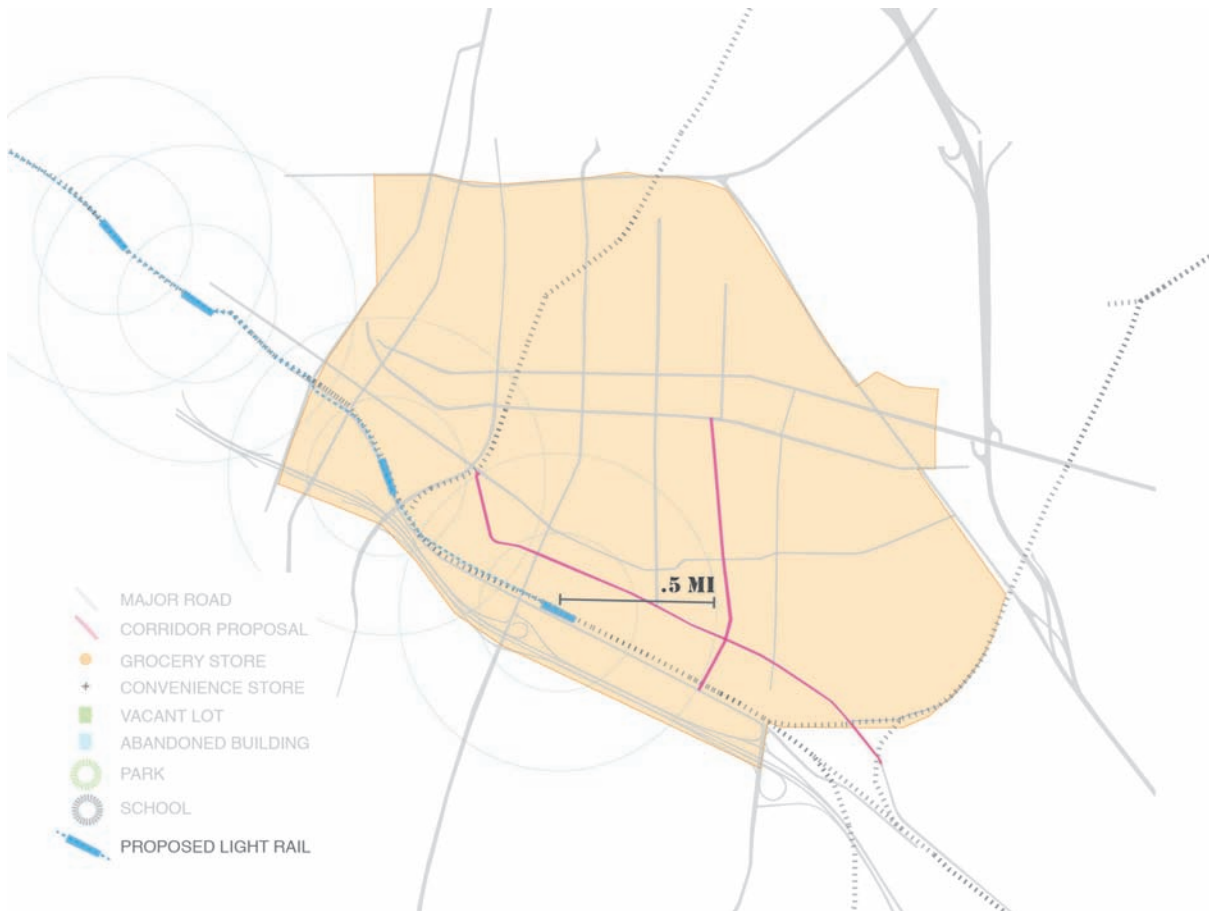 .5 MI
MAJOR ROAD
CORRIDOR PROPOSAL
GROCERY STORE
CONVENIENCE STORE
VACANT LOT
ABANDONED BUILDING
PARK
SCHOOL
PROPOSED LIGHT RAIL